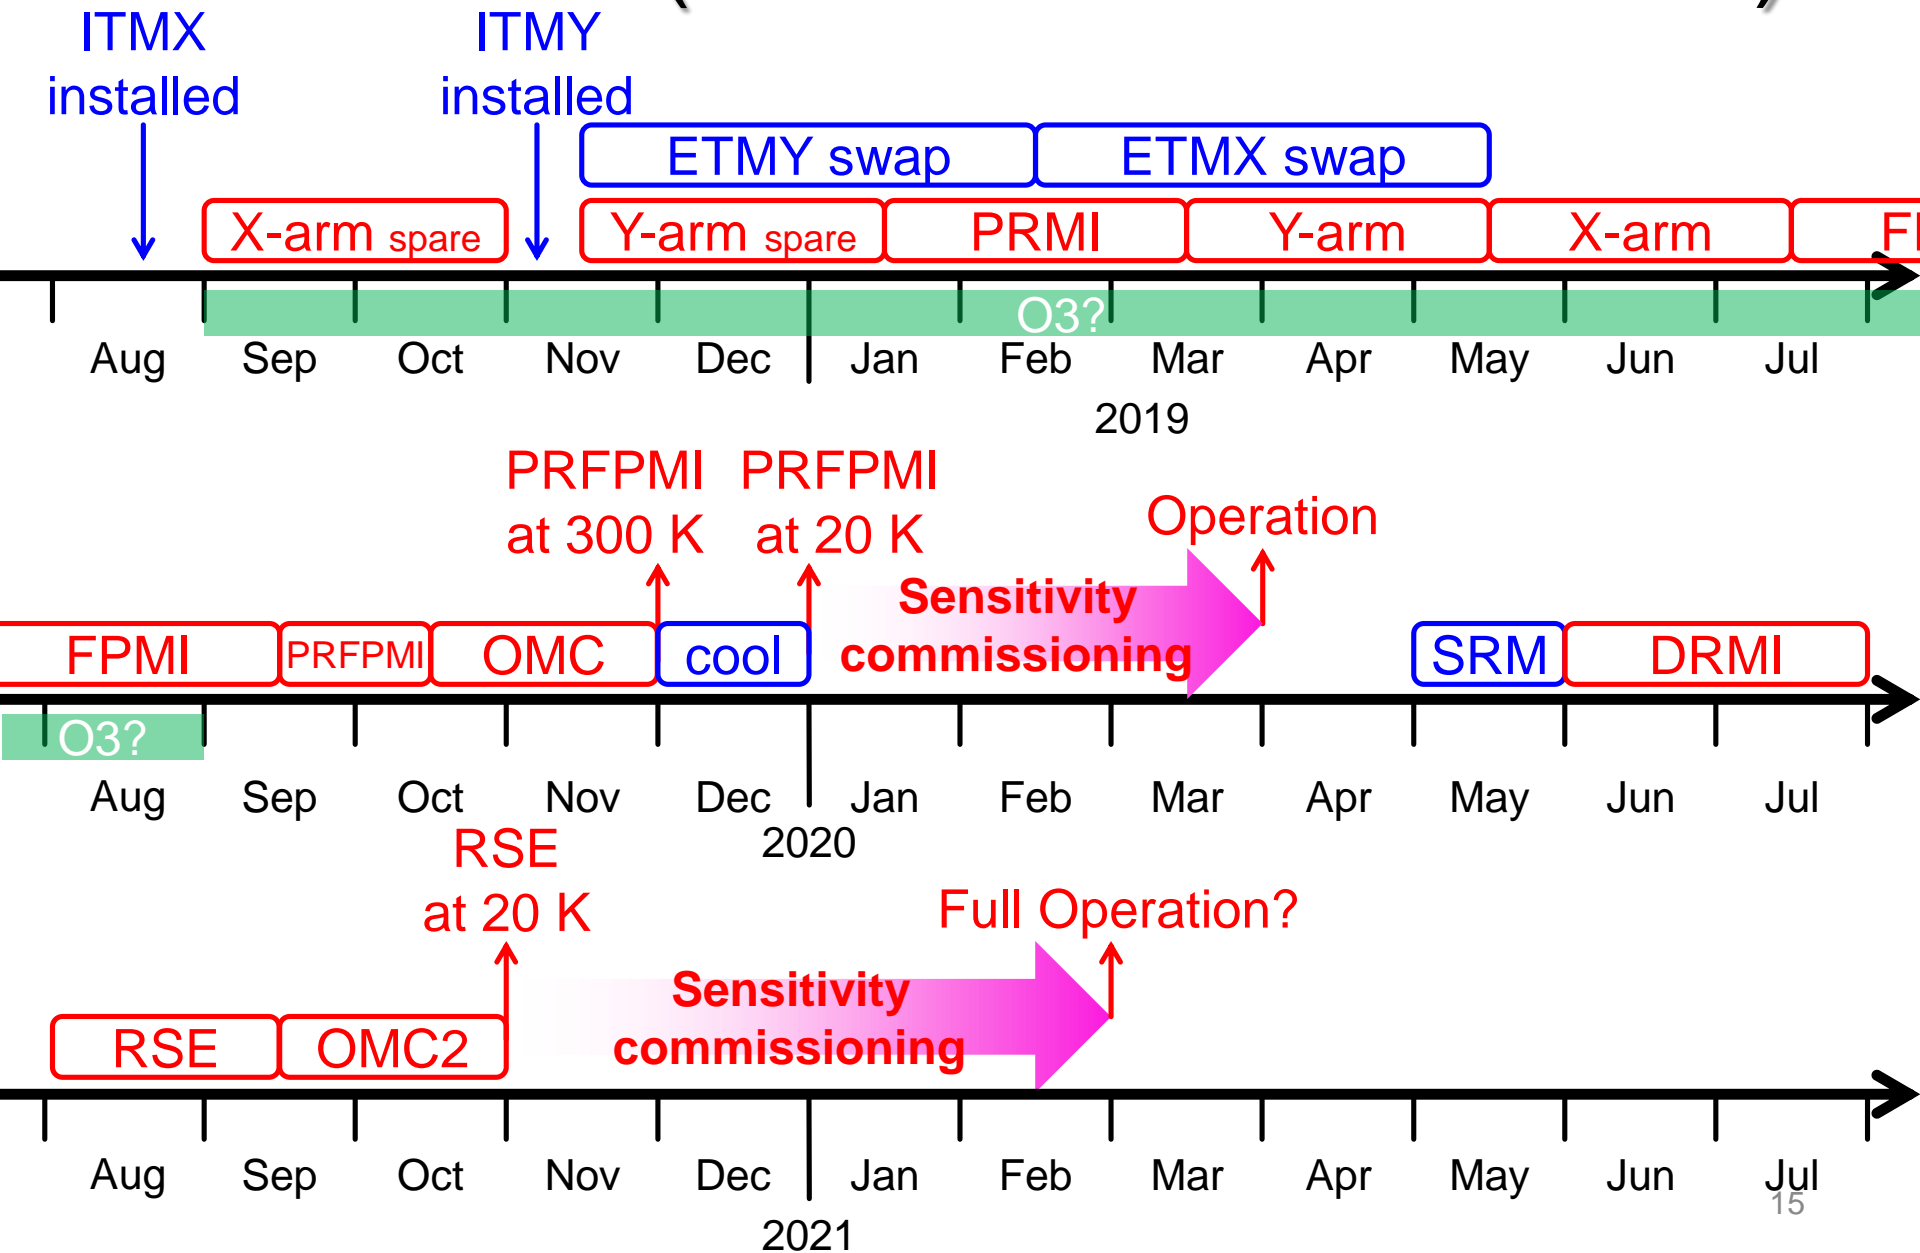 ITMX
installed
ITMY
installed
ETMY swap
ETMX swap
X-arm spare
Y-arm spare
PRMI
Y-arm
X-arm
O3?
Aug Sep Oct Nov Dec Jan Feb Mar Apr May Jun Jul
2019
PRFPMI
at 300 K
PRFPMI
at 20 K
Operation
Sensitivity
commissioning
FPMI
PRFPMI
OMC
cool
SRM
DRMI
O3?
Aug Sep Oct Nov Dec Jan Feb Mar Apr May Jun Jul
2020
RSE
at 20 K
Full Operation?
Sensitivity
commissioning
RSE
OMC2
Aug Sep Oct Nov Dec Jan Feb Mar Apr May Jun Jul
2021
15